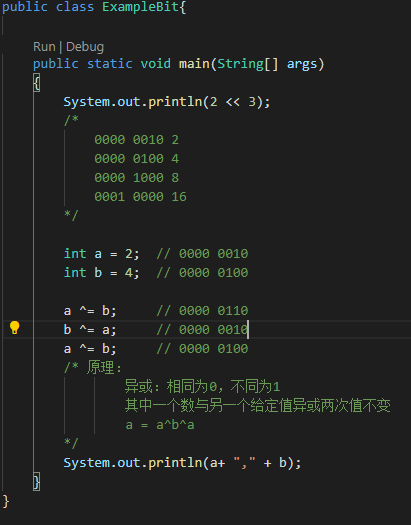 public class ExampleBit{
Run | Debug
public static void main(String[] args)
{
System.out.println(2 << 3);
/*
0000 0010 2
0000 0100 4
0000 1000 8
0001 0000 16
*/
int a = 2;  // 0000 0010
int b = 4;  // 0000 0100
a ^= b;     // 0000 0110
b ^= a;     // 0000 0010
a ^= b;     // 0000 0100
/* 原理:
异或：相同为0，不同为1
其中一个数与另一个给定值异或两次值不变
a = a^b^a
*/
System.out.println(a+ "," + b);
}
}